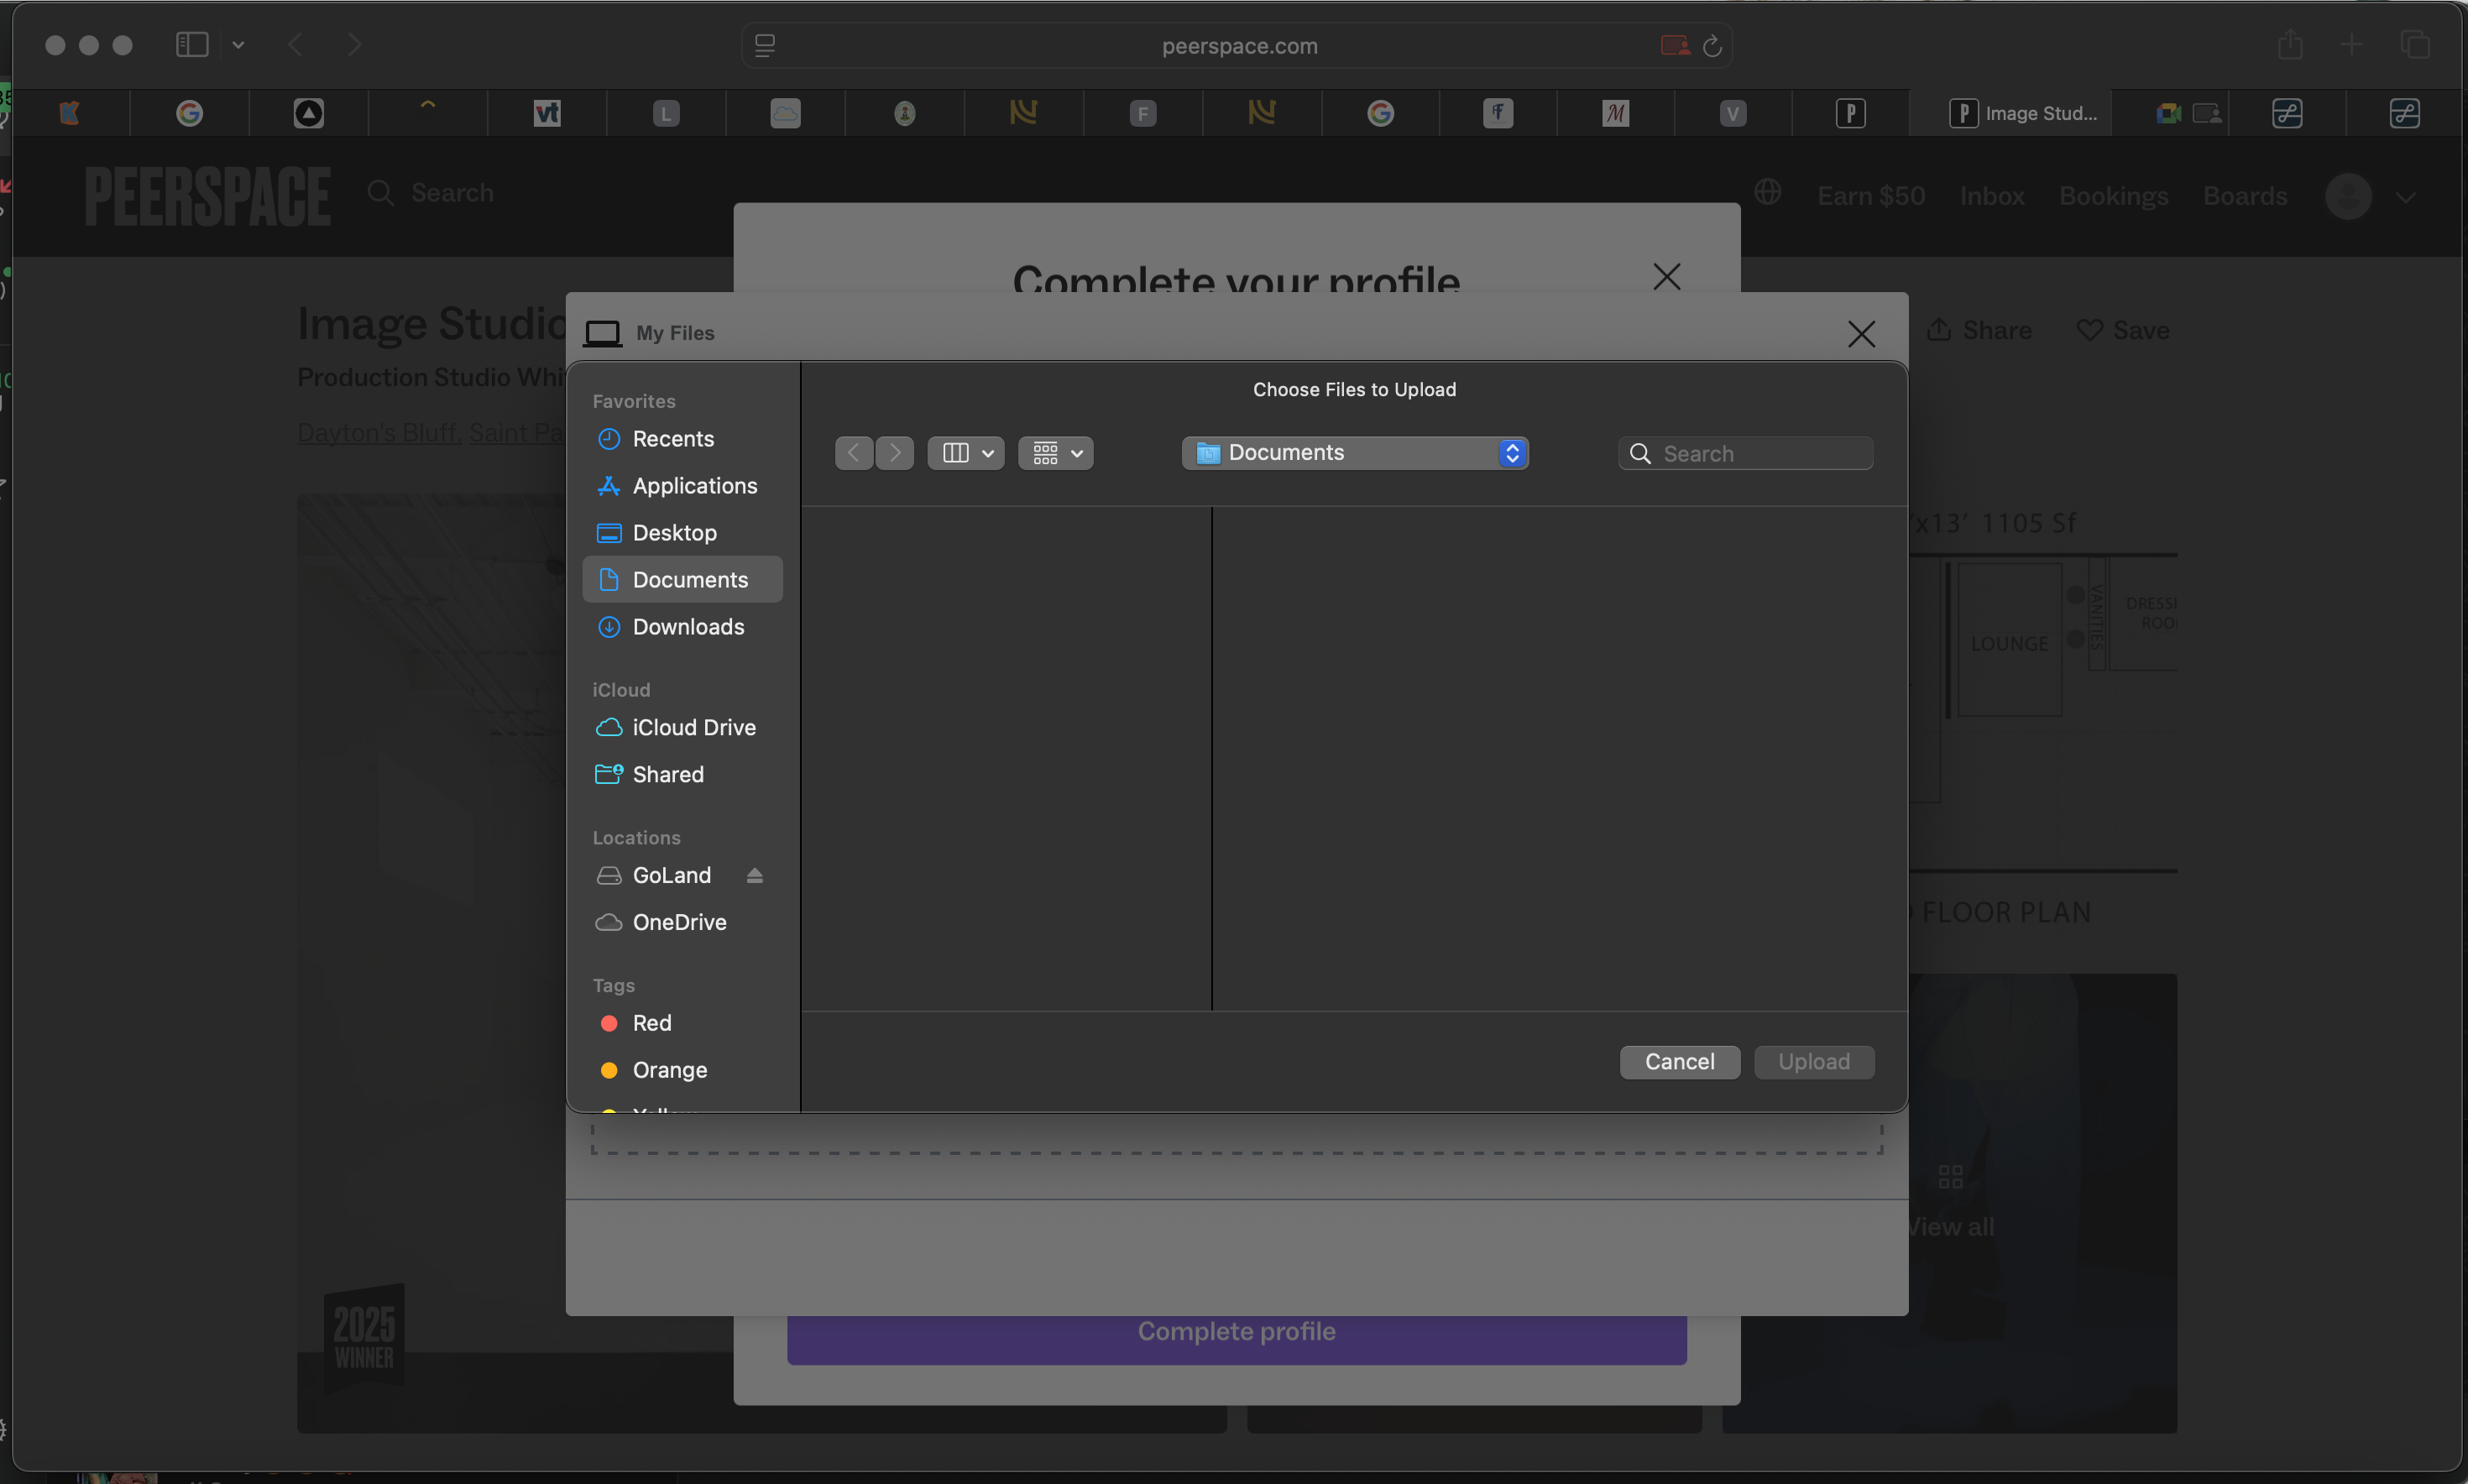 peerspace.com
vt
L
F
F
M
V
P
P Image Stud...
PEERSPACE
Search
Earn $50
Inbox
Bookings
Boards
Complete your profile
Image Studio
My Files
Share
Save
Production Studio Whi
Dayton's Bluff, Saint Pa
Choose Files to Upload
Favorites
Recents
Applications
Desktop
Documents
Downloads
Documents
Search
iCloud
iCloud Drive
Shared
Locations
GoLand
OneDrive
Tags
Red
Orange
Yellow
Cancel
Upload
'x13' 1105 Sf
VANITIES
DRESSI
ROO
LOUNGE
FLOOR PLAN
View all
2025
WINNER
Complete profile